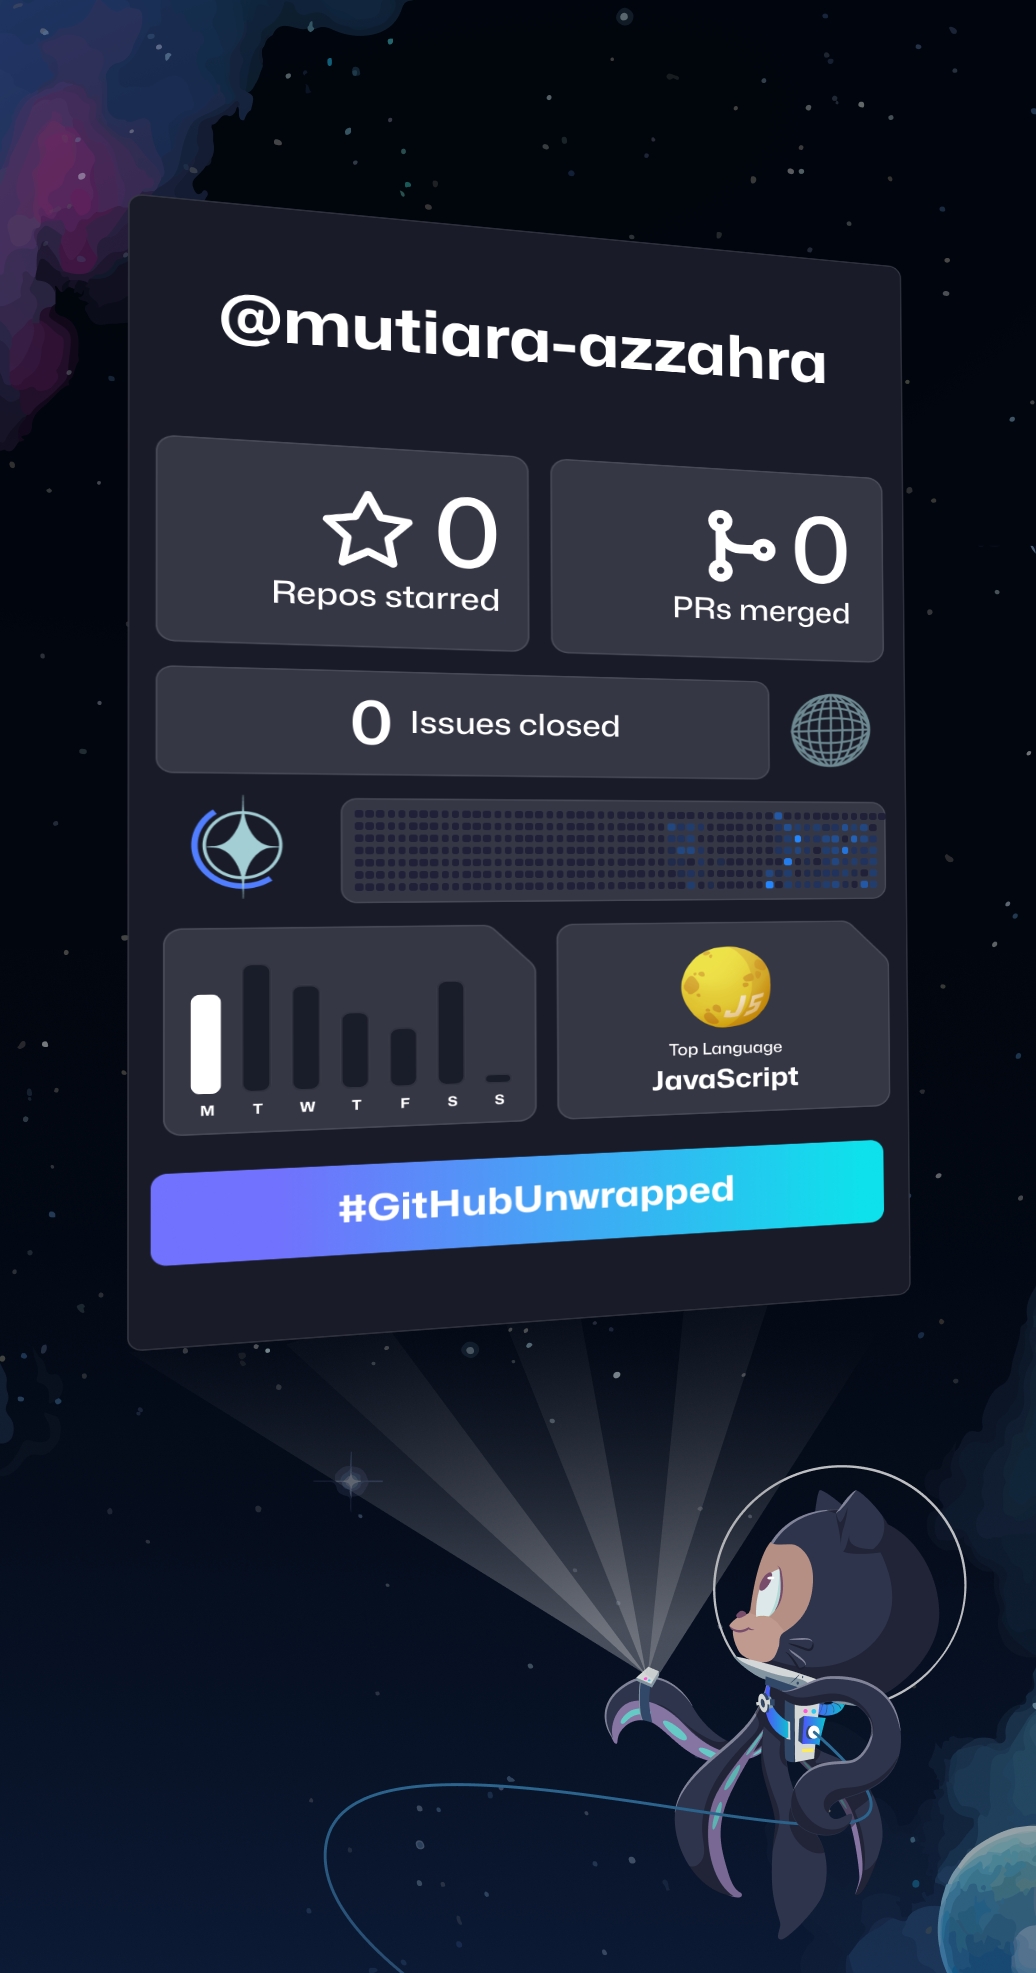 @mutiara-azzahra
0
Repos starred
0
PRs merged
0 Issues closed
M T W T F S S
JS
Top Language
JavaScript
#GitHubUnwrapped